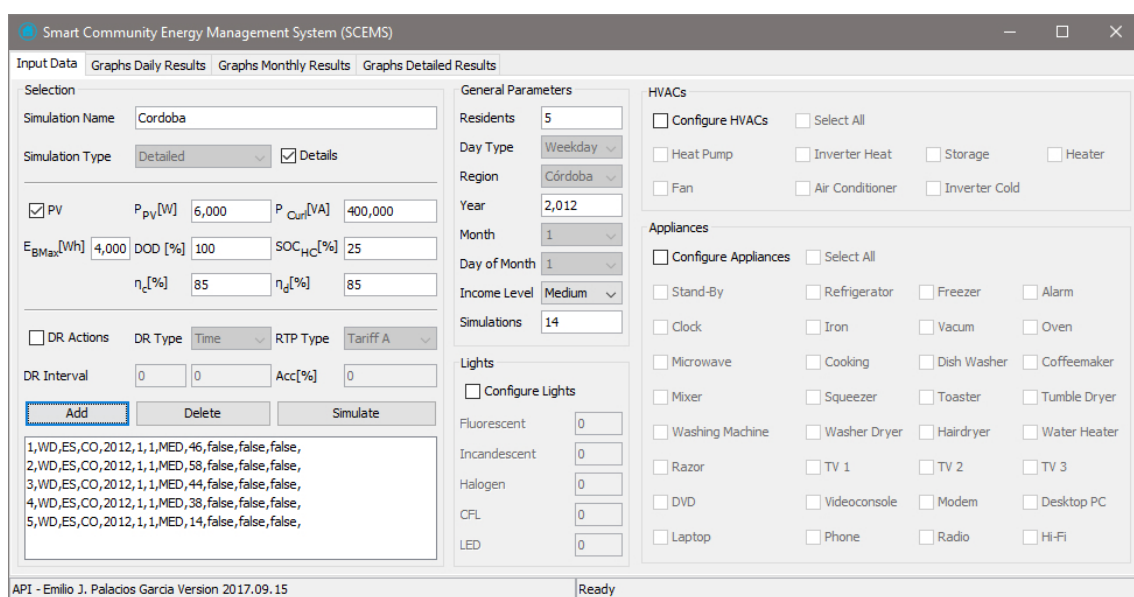 Smart Community Energy Management System (SCEMS)
Input Data Graphs Daily Results Graphs Monthly Results Graphs Detailed Results
Selection
Simulation Name Cordoba
Simulation Type Detailed Details
PV P_PV[W] 6,000 P_Curl[VA] 400,000
E_BMax[Wh] 4,000 DOD [%] 100 SOC_HC[%] 25
η_c[%] 85 η_d[%] 85
DR Actions DR Type Time RTP Type Tariff A
DR Interval 0 0 Acc[%] 0
Add Delete Simulate
1,WD,ES,CO,2012,1,1,MED,46,false,false,false,
2,WD,ES,CO,2012,1,1,MED,58,false,false,false,
3,WD,ES,CO,2012,1,1,MED,44,false,false,false,
4,WD,ES,CO,2012,1,1,MED,38,false,false,false,
5,WD,ES,CO,2012,1,1,MED,14,false,false,false,
General Parameters
Residents 5
Day Type Weekday
Region Córdoba
Year 2,012
Month 1
Day of Month 1
Income Level Medium
Simulations 14
Lights
Configure Lights
Fluorescent 0
Incandescent 0
Halogen 0
CFL 0
LED 0
HVACs
Configure HVACs Select All
Heat Pump Inverter Heat Storage Heater
Fan Air Conditioner Inverter Cold
Appliances
Configure Appliances Select All
Stand-By Refrigerator Freezer Alarm
Clock Iron Vacum Oven
Microwave Cooking Dish Washer Coffeemaker
Mixer Squeezer Toaster Tumble Dryer
Washing Machine Washer Dryer Hairdryer Water Heater
Razor TV 1 TV 2 TV 3
DVD Videoconsole Modem Desktop PC
Laptop Phone Radio Hi-Fi
API - Emilio J. Palacios Garcia Version 2017.09.15 Ready